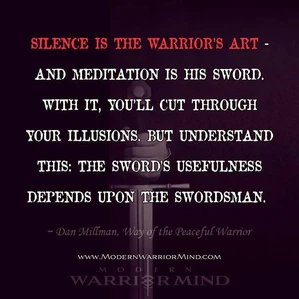 SILENCE IS THE WARRIOR'S ART -
AND MEDITATION IS HIS SWORD.
WITH IT, YOU'LL CUT THROUGH
YOUR ILLUSIONS. BUT UNDERSTAND
THIS: THE SWORD'S USEFULNESS
DEPENDS UPON THE SWORDSMAN.
~ Dan Millman, Way of the Peaceful Warrior
WWW.MODERNWARRIORMIND.COM
MODERN
WARRIORMIND